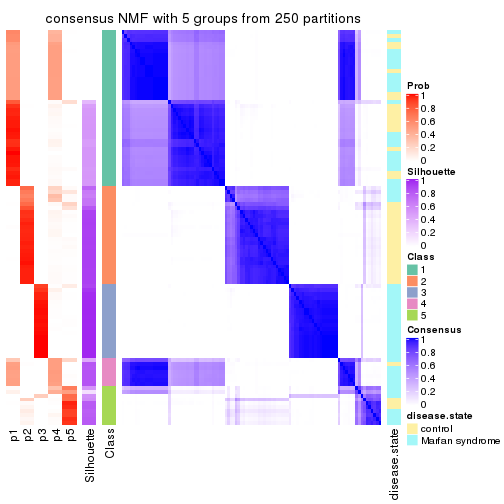 consensus NMF with 5 groups from 250 partitions
Prob
1
0.8
0.6
0.4
0.2
0
Silhouette
1
0.8
0.6
0.4
0.2
0
Class
1
2
3
4
5
Consensus
1
0.8
0.6
0.4
0.2
0
disease.state
control
Marfan syndrome
p1
p2
p3
p4
p5
Silhouette
Class
disease.state